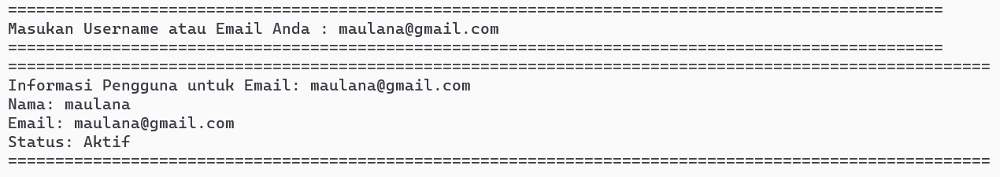 ===================================================================================================
Masukan Username atau Email Anda : maulana@gmail.com
===================================================================================================
========================================================================================================
Informasi Pengguna untuk Email: maulana@gmail.com
Nama: maulana
Email: maulana@gmail.com
Status: Aktif
========================================================================================================